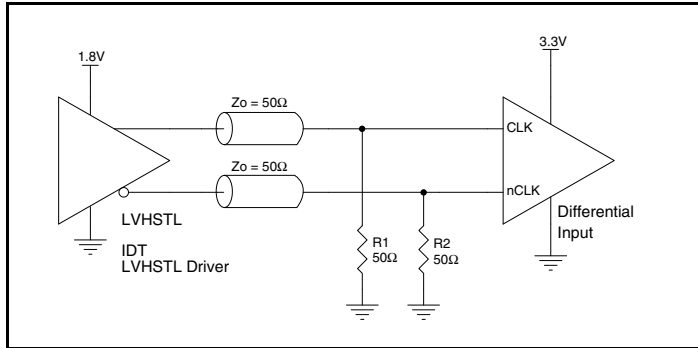 1.8V
3.3V
Zo = 50Ω
CLK
Zo = 50Ω
nCLK
LVHSTL
IDT
LVHSTL Driver
R1
50Ω
R2
50Ω
Differential
Input